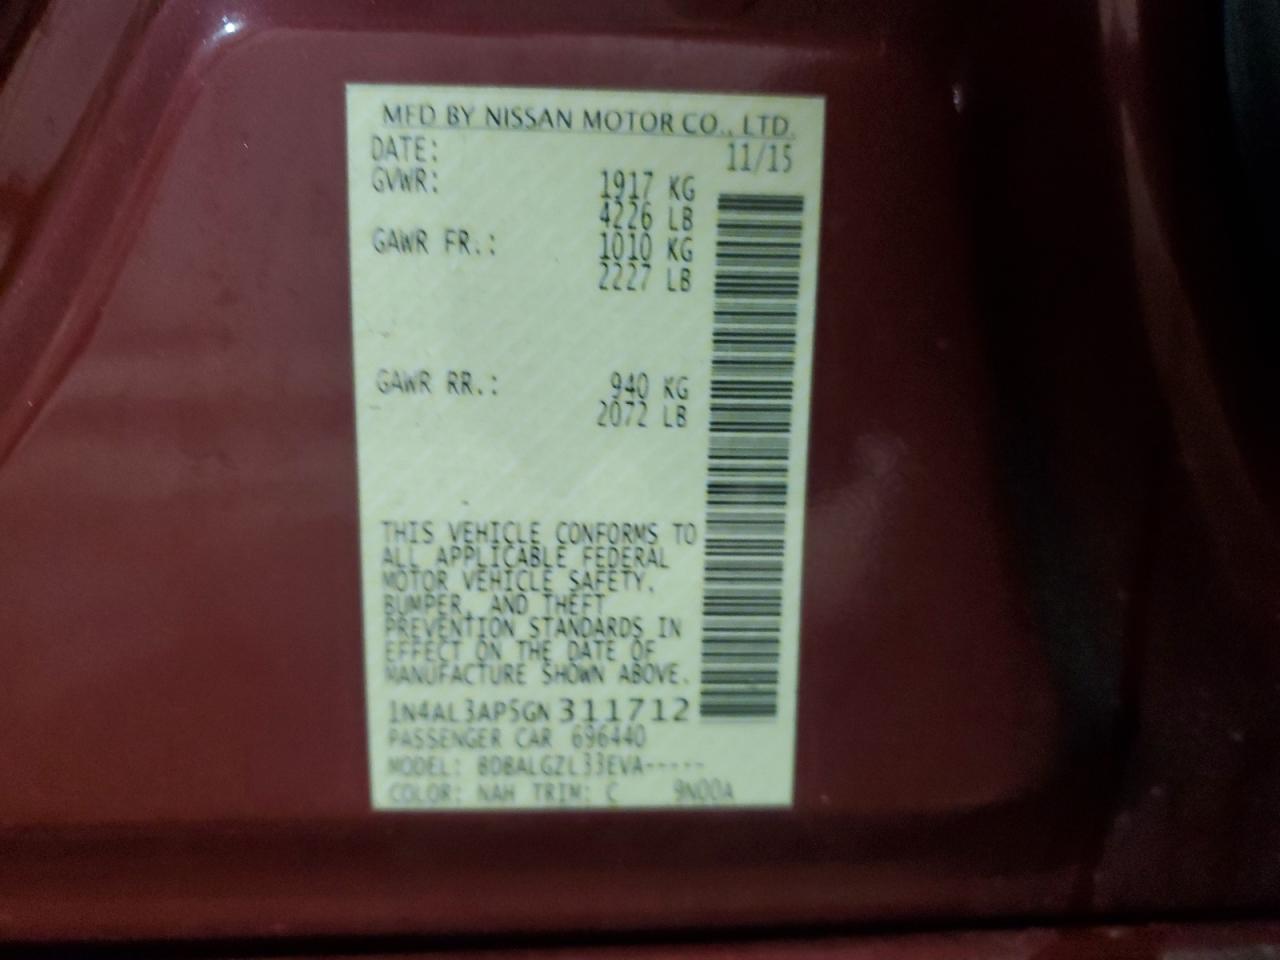 MFD BY NISSAN MOTOR CO., LTD.
DATE: 11/15
GVWR: 1917 KG
4226 LB
GAWR FR.: 1010 KG
2227 LB
GAWR RR.: 940 KG
2072 LB
THIS VEHICLE CONFORMS TO
ALL APPLICABLE FEDERAL
MOTOR VEHICLE SAFETY,
BUMPER, AND THEFT
PREVENTION STANDARDS IN
EFFECT ON THE DATE OF
MANUFACTURE SHOWN ABOVE.
1N4AL3AP5GN 311712
PASSENGER CAR 696440
MODEL: BDBALGZL33EVA-----
COLOR: NAH TRIM: C 9N00A